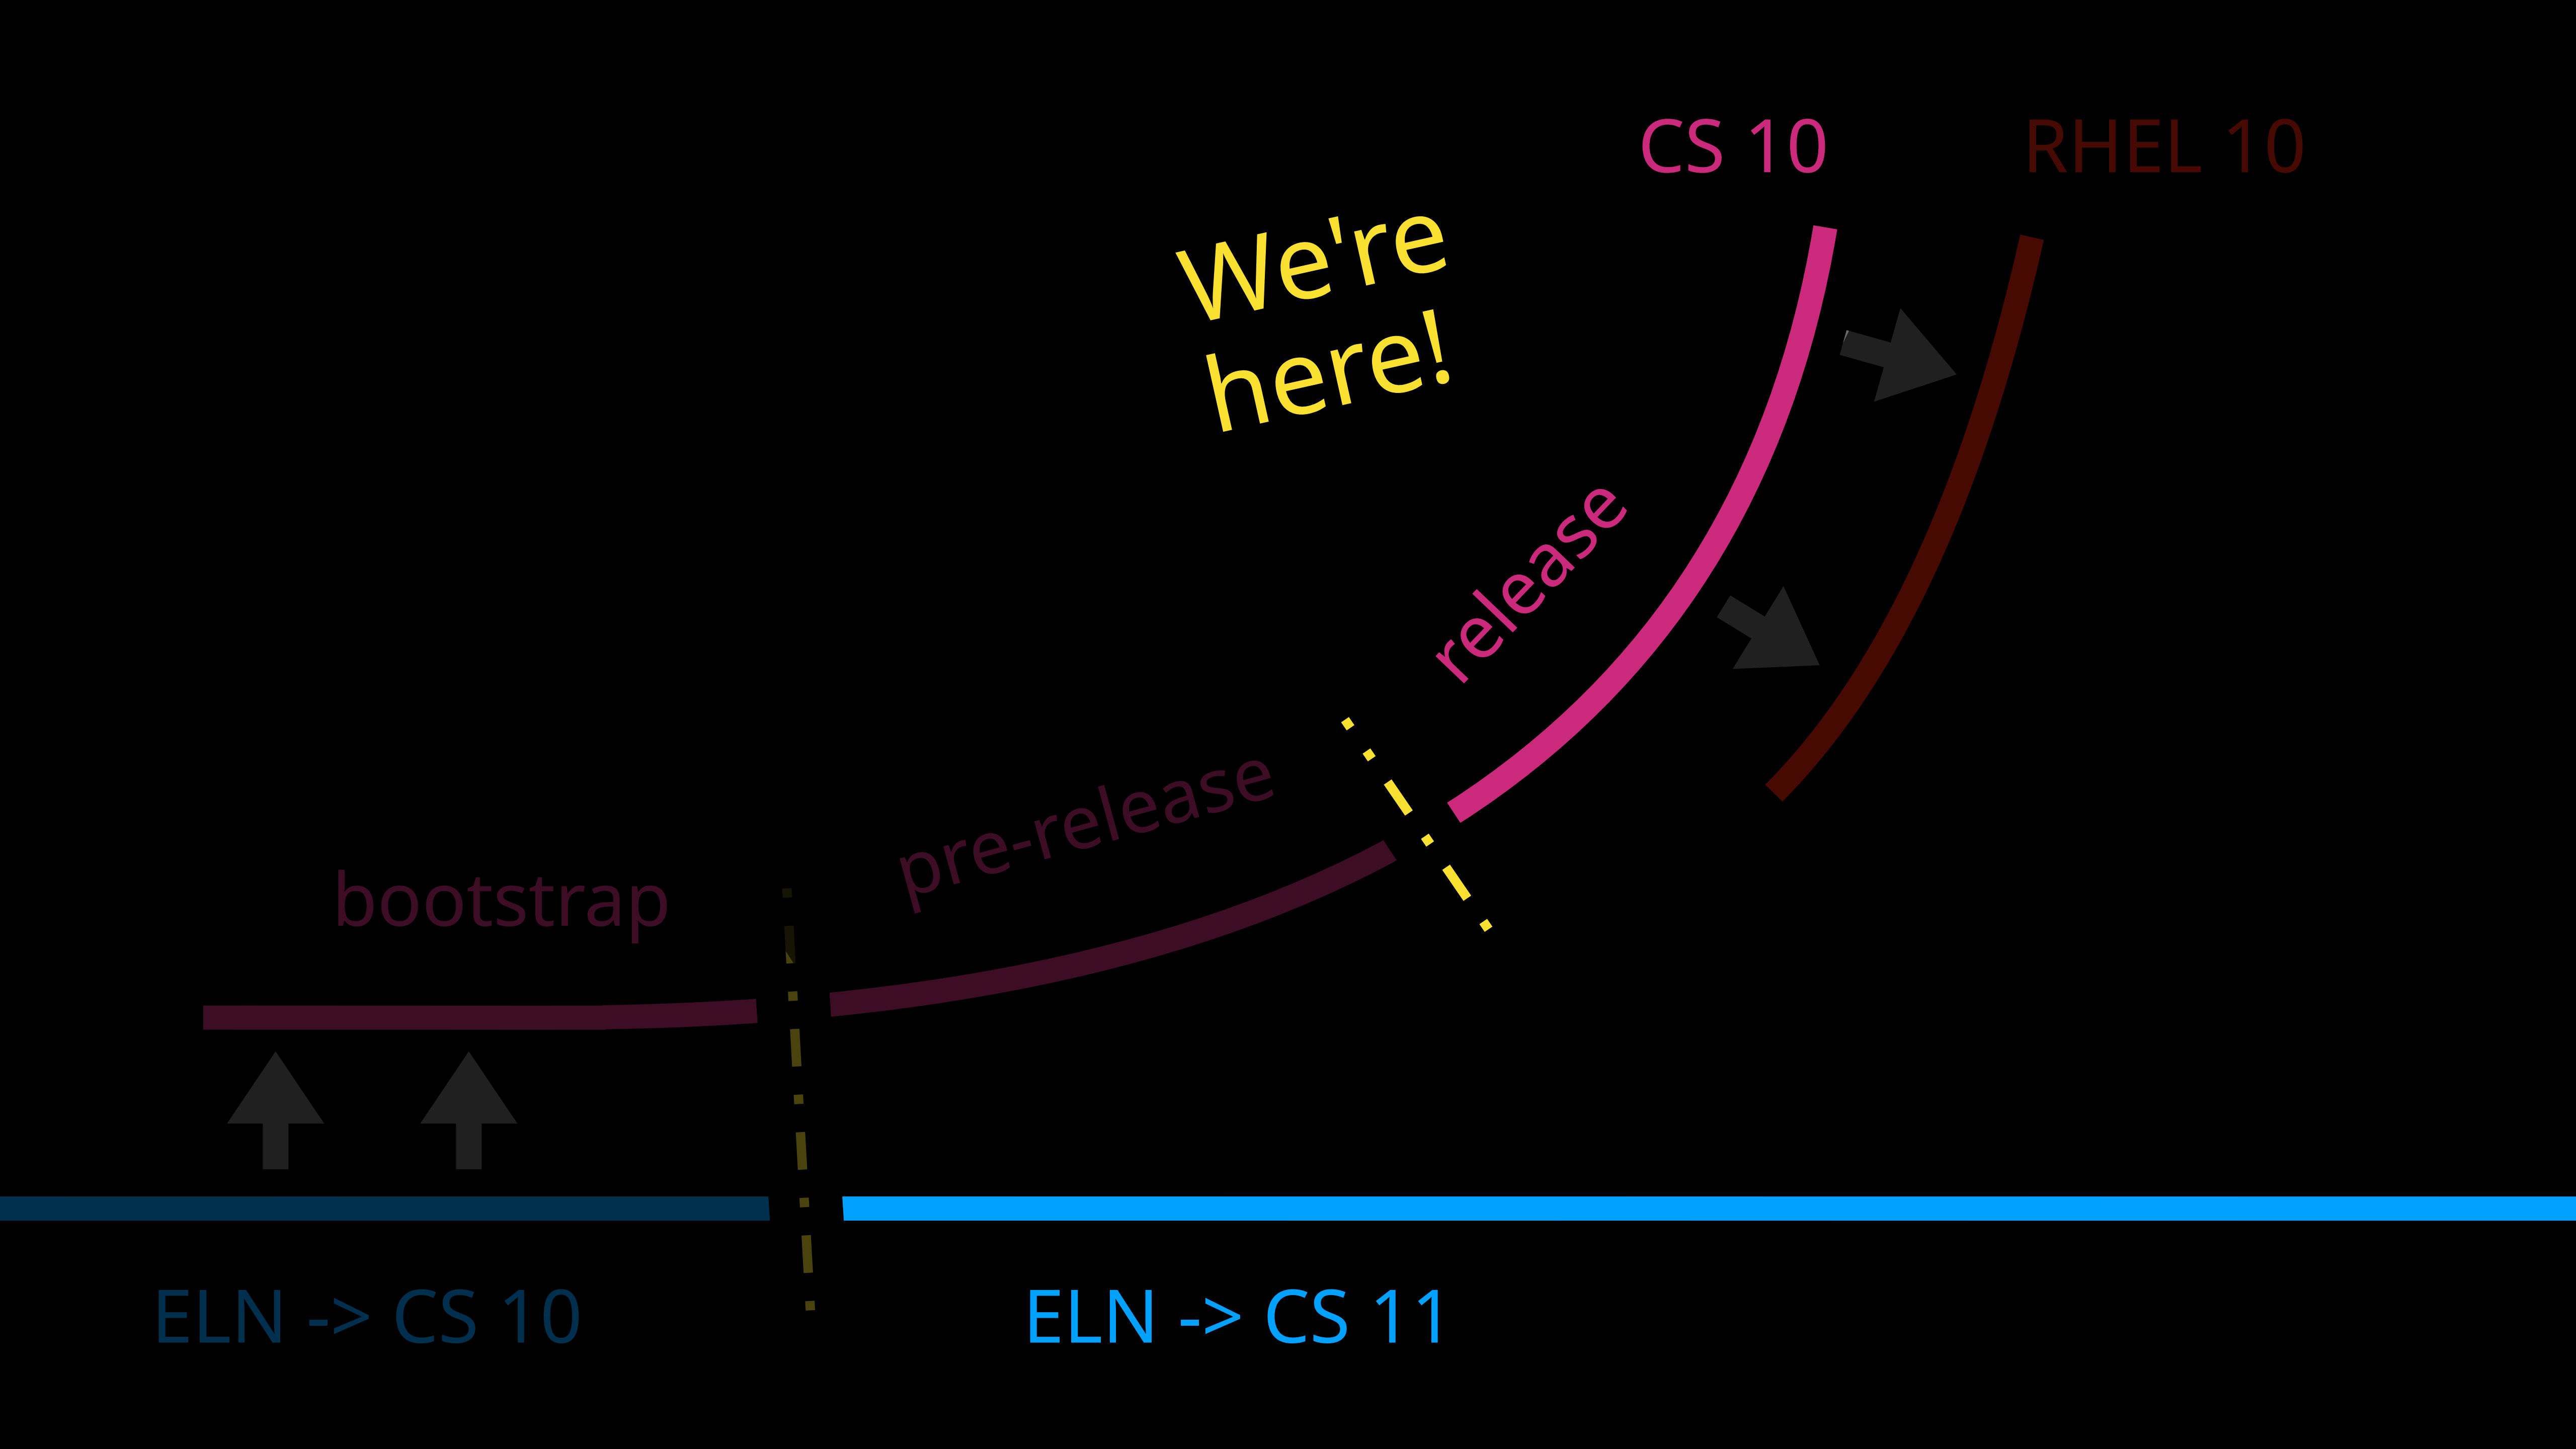 CS 10
RHEL 10
We're
here!
release
pre-release
bootstrap
ELN -> CS 10
ELN -> CS 11